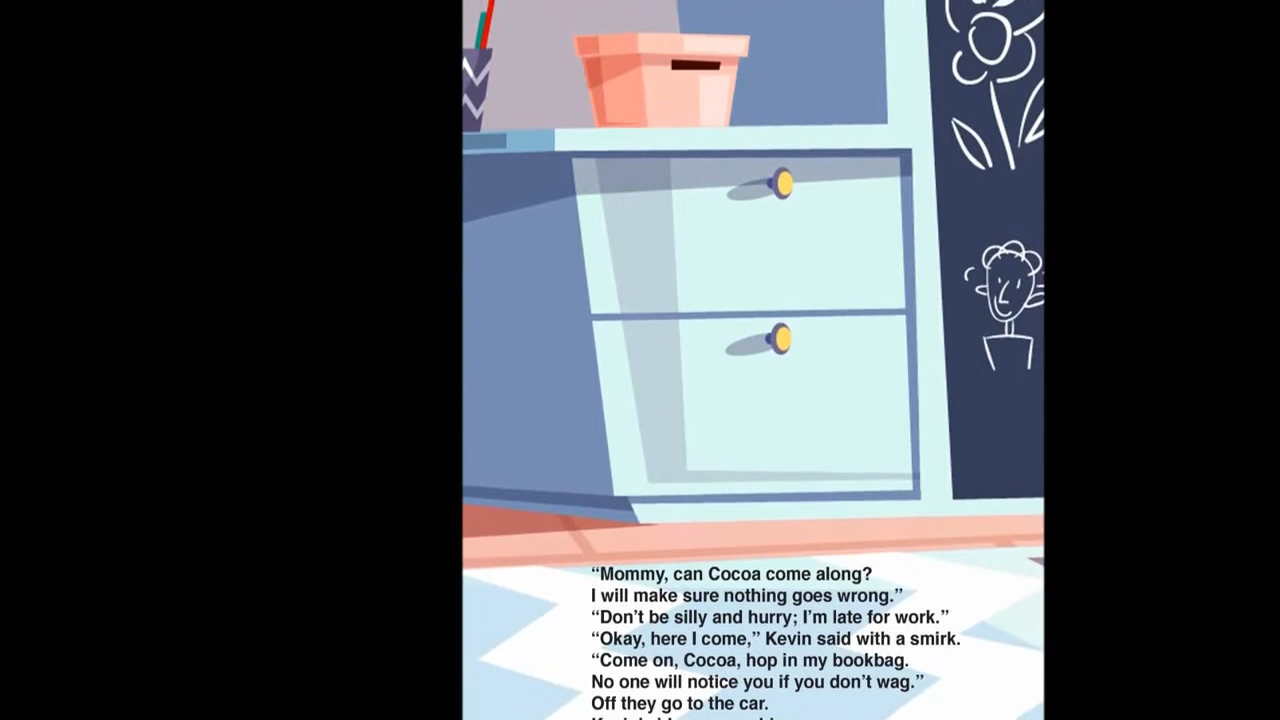 “Mommy, can Cocoa come along?
I will make sure nothing goes wrong.”
“Don’t be silly and hurry; I’m late for work.”
“Okay, here I come,” Kevin said with a smirk.
“Come on, Cocoa, hop in my bookbag.
No one will notice you if you don’t wag.”
Off they go to the car.